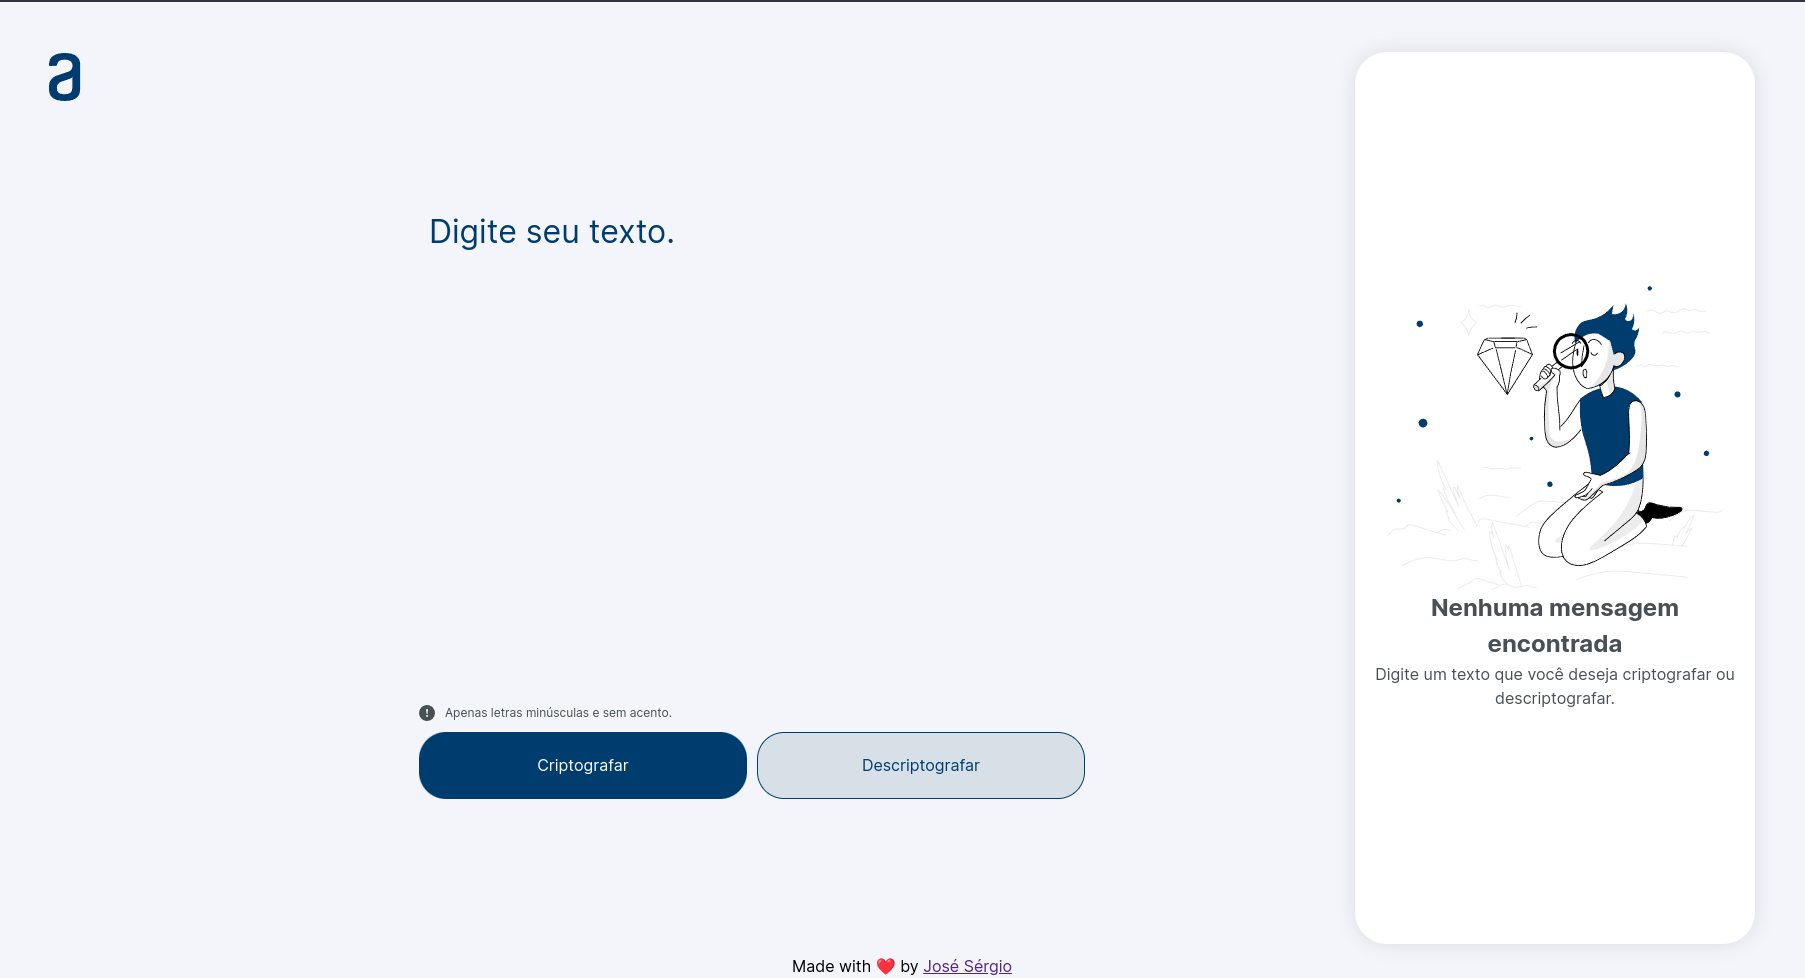 a
Digite seu texto.
Apenas letras minúsculas e sem acento.
Criptografar
Descriptografar
Nenhuma mensagem
encontrada
Digite um texto que você deseja criptografar ou
descriptografar.
Made with ❤️ by José Sérgio